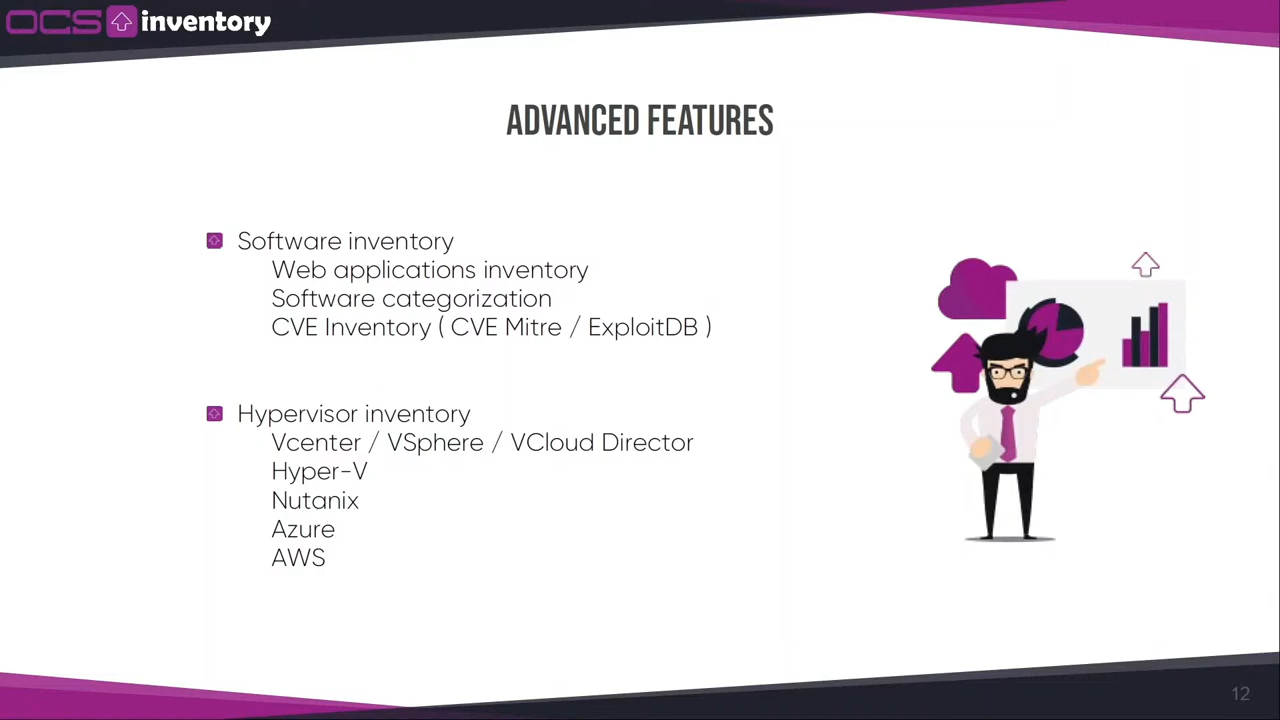 OCS inventory
ADVANCED FEATURES
Software inventory
Web applications inventory
Software categorization
CVE Inventory ( CVE Mitre / ExploitDB )
Hypervisor inventory
Vcenter / VSphere / VCloud Director
Hyper-V
Nutanix
Azure
AWS
12